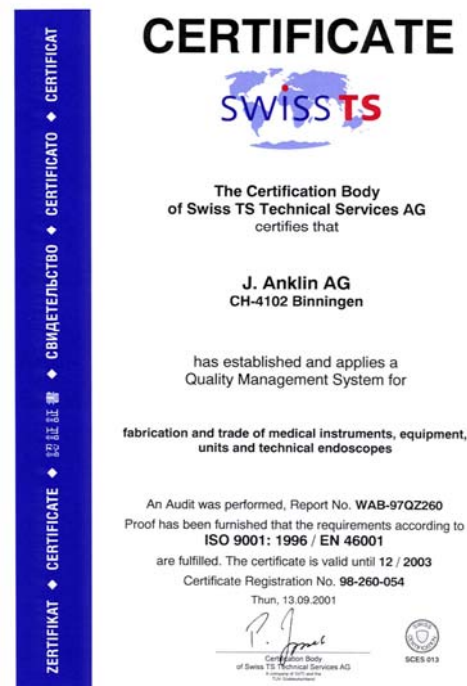 CERTIFICATE
SWISS TS
The Certification Body
of Swiss TS Technical Services AG
certifies that
J. Anklin AG
CH-4102 Binningen
has established and applies a
Quality Management System for
fabrication and trade of medical instruments, equipment,
units and technical endoscopes
An Audit was performed, Report No. WAB-97QZ260
Proof has been furnished that the requirements according to
ISO 9001: 1996 / EN 46001
are fulfilled. The certificate is valid until 12 / 2003
Certificate Registration No. 98-260-054
Thun, 13.09.2001
Certification Body
of Swiss TS Technical Services AG
SCES 013
ZERTIFIKAT ◆ CERTIFICATE ◆ 認証証書 ◆ СВИДЕТЕЛЬСТВО ◆ CERTIFICATO ◆ CERTIFICAT